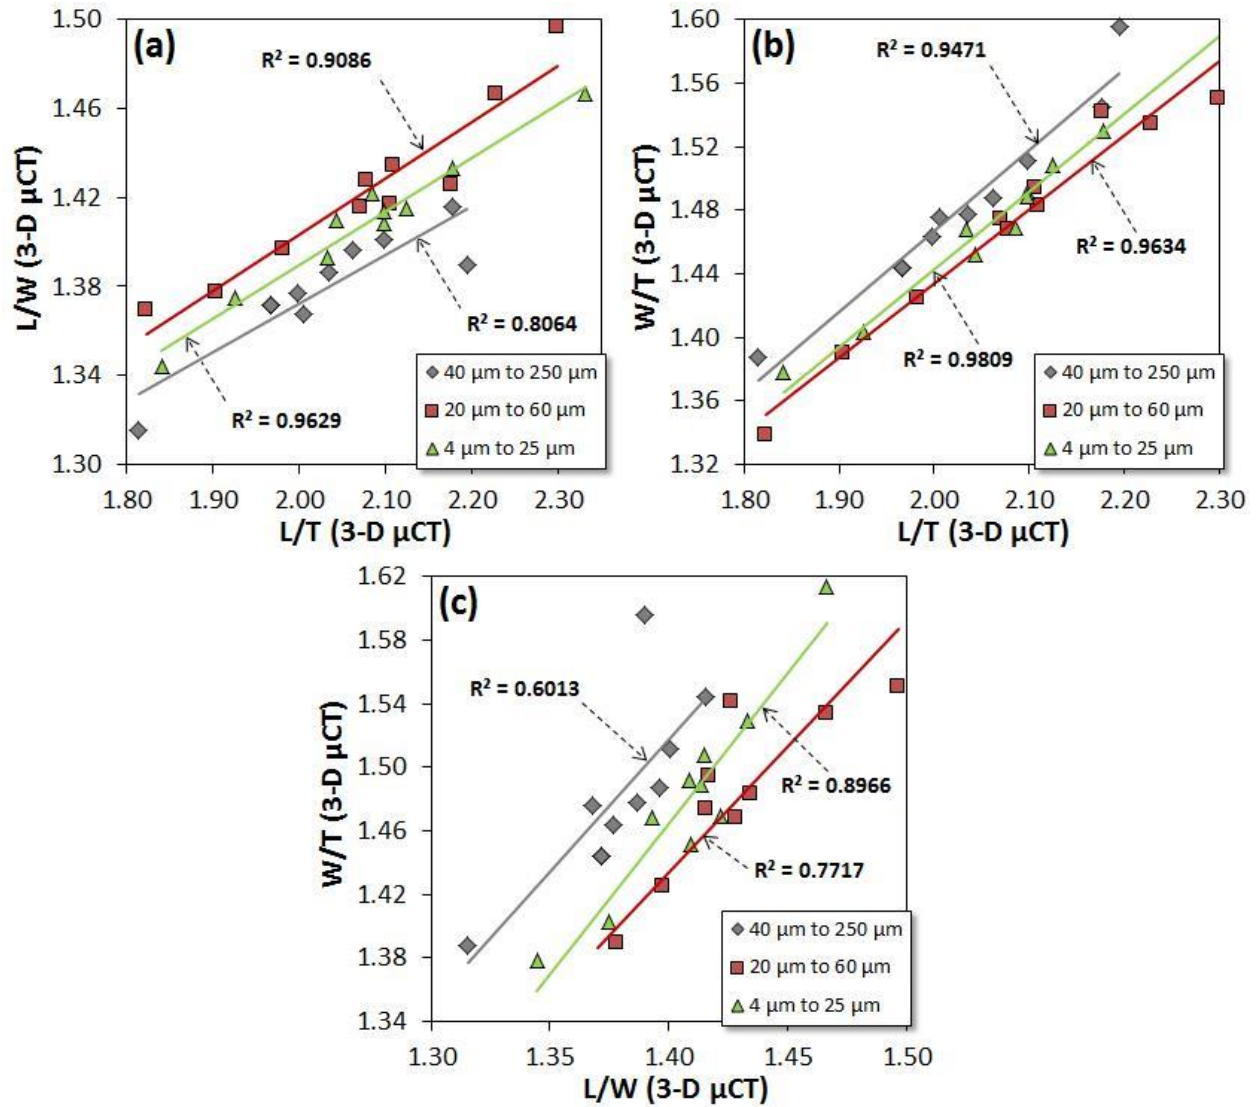 (a)
1.50
1.46
1.42
1.38
1.34
1.30
L/W (3-D µCT)
R² = 0.9086
R² = 0.8064
R² = 0.9629
40 µm to 250 µm
20 µm to 60 µm
4 µm to 25 µm
1.80 1.90 2.00 2.10 2.20 2.30
L/T (3-D µCT)
(b)
1.60
1.56
1.52
1.48
1.44
1.40
1.36
1.32
W/T (3-D µCT)
R² = 0.9471
R² = 0.9634
R² = 0.9809
40 µm to 250 µm
20 µm to 60 µm
4 µm to 25 µm
1.80 1.90 2.00 2.10 2.20 2.30
L/T (3-D µCT)
(c)
1.62
1.58
1.54
1.50
1.46
1.42
1.38
1.34
W/T (3-D µCT)
R² = 0.6013
R² = 0.8966
R² = 0.7717
40 µm to 250 µm
20 µm to 60 µm
4 µm to 25 µm
1.30 1.35 1.40 1.45 1.50
L/W (3-D µCT)